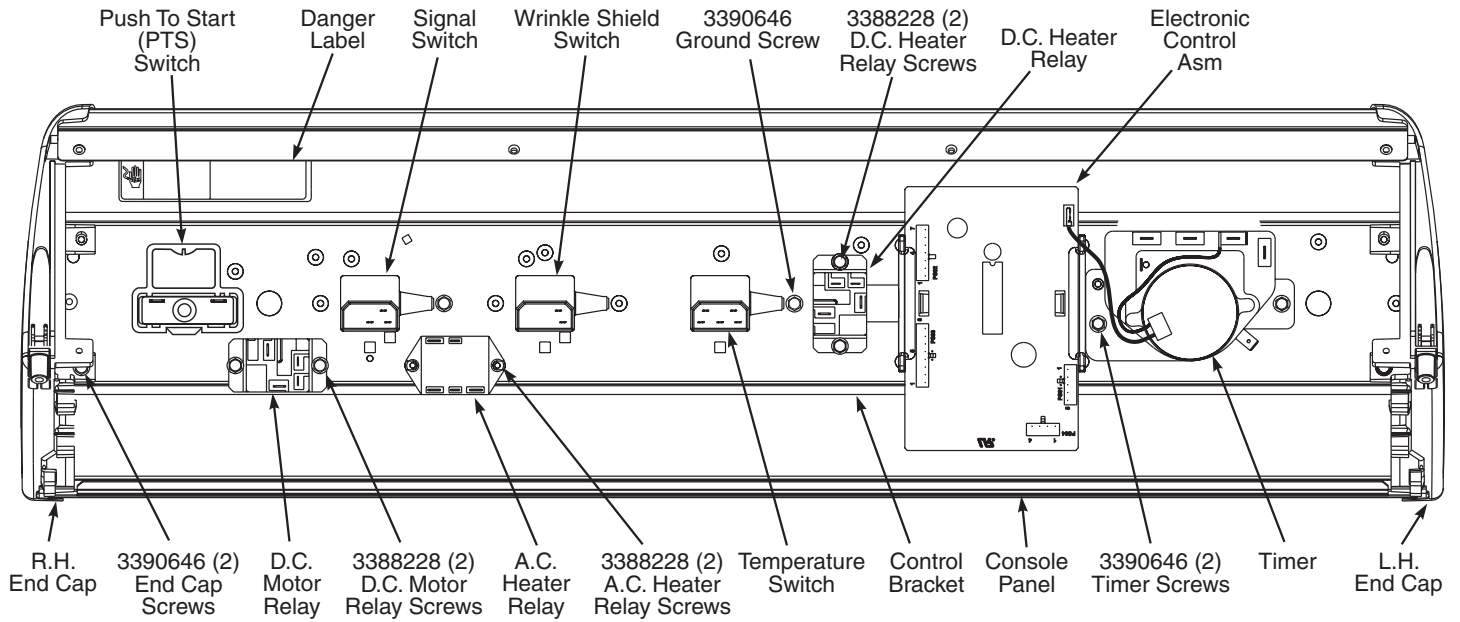 Push To Start
(PTS)
Switch
Danger
Label
Signal
Switch
Wrinkle Shield
Switch
3390646
Ground Screw
3388228 (2)
D.C. Heater
Relay Screws
D.C. Heater
Relay
Electronic
Control
Asm
R.H.
End Cap
3390646 (2)
End Cap
Screws
D.C.
Motor
Relay
3388228 (2)
D.C. Motor
Relay Screws
A.C.
Heater
Relay
3388228 (2)
A.C. Heater
Relay Screws
Temperature
Switch
Control
Bracket
Console
Panel
3390646 (2)
Timer Screws
Timer
L.H.
End Cap